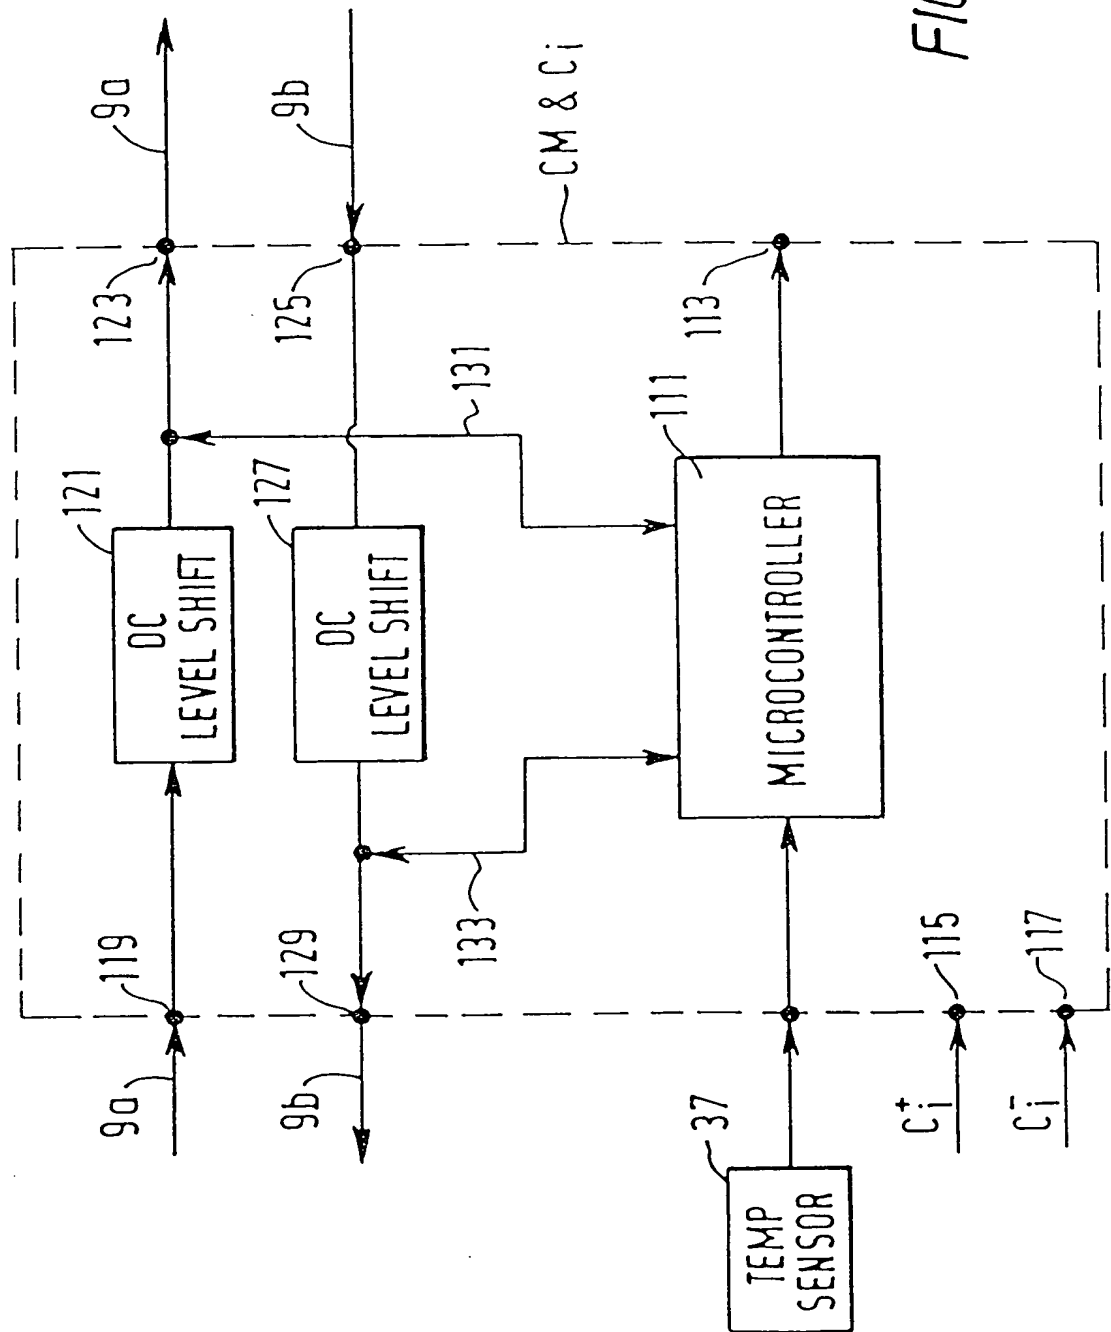 9a
119
121
123
9a
DC
LEVEL SHIFT
9b
129
127
125
9b
DC
LEVEL SHIFT
133
131
CM & Ci
37
111
113
TEMP
SENSOR
MICROCONTROLLER
Ci+
115
Ci-
117